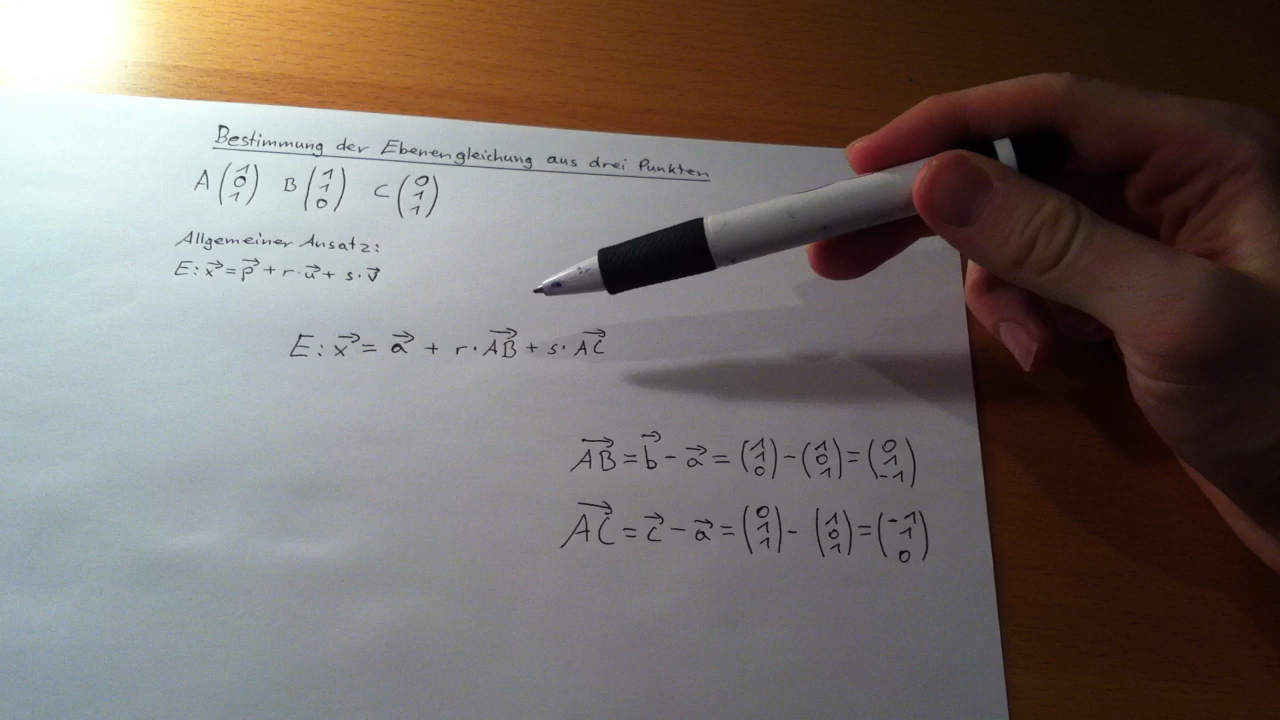 Bestimmung der Ebenengleichung aus drei Punkten
A (1 0 1) B (1 1 0) C (0 1 1)
Allgemeiner Ansatz:
E: x⃗ = p⃗ + r · u⃗ + s · v⃗
E: x⃗ = a⃗ + r · AB⃗ + s · AC⃗
AB⃗ = b⃗ - a⃗ = (1 1 0) - (1 0 1) = (0 1 -1)
AC⃗ = c⃗ - a⃗ = (0 1 1) - (1 0 1) = (-1 1 0)